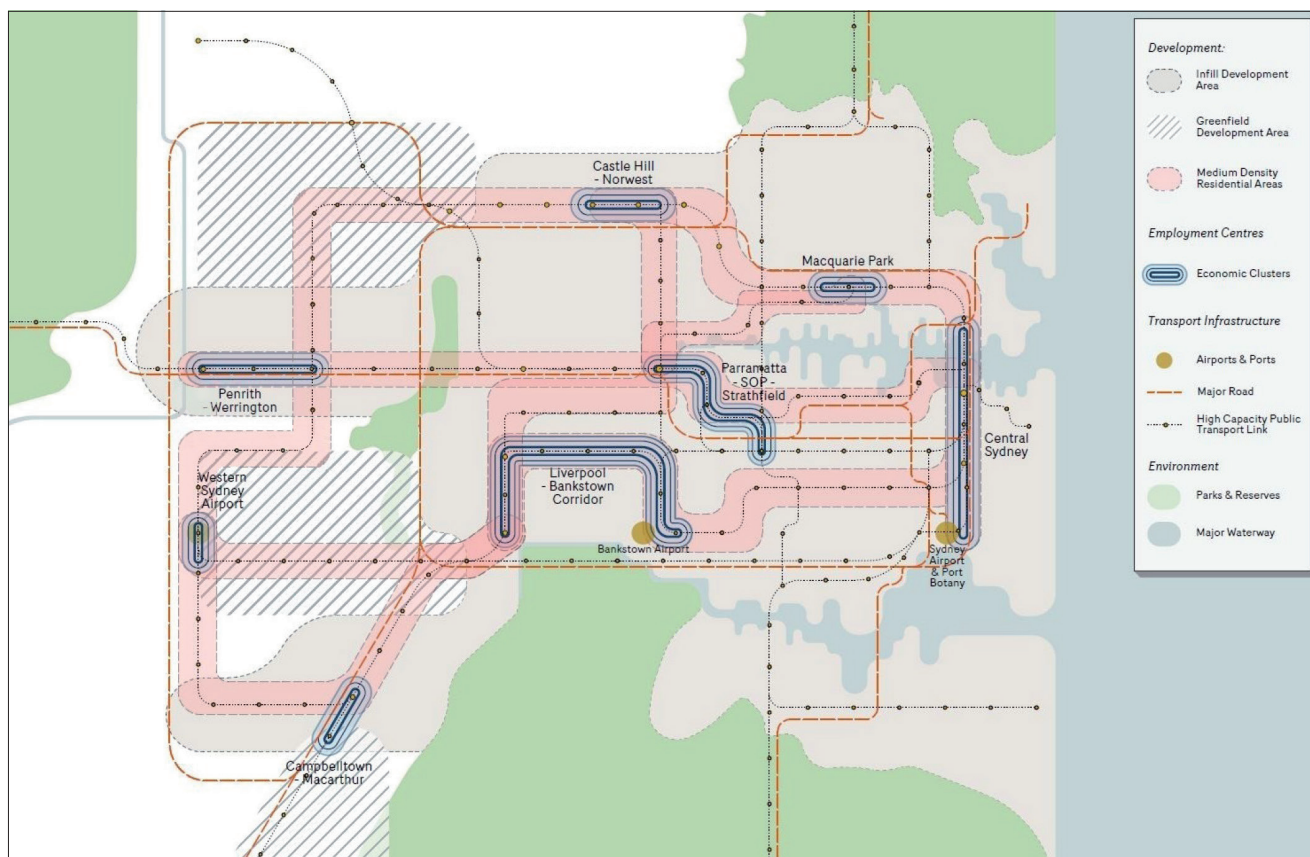 Castle Hill
- Norwest
Macquarie Park
Parramatta
- SOP -
Strathfield
Penrith
- Werrington
Central
Sydney
Western
Sydney
Airport
Liverpool
- Bankstown
Corridor
Bankstown Airport
Sydney
Airport
& Port
Botany
Campbelltown
- Macarthur
Development:
Infill Development
Area
Greenfield
Development Area
Medium Density
Residential Areas
Employment Centres
Economic Clusters
Transport Infrastructure
Airports & Ports
Major Road
High Capacity Public
Transport Link
Environment
Parks & Reserves
Major Waterway